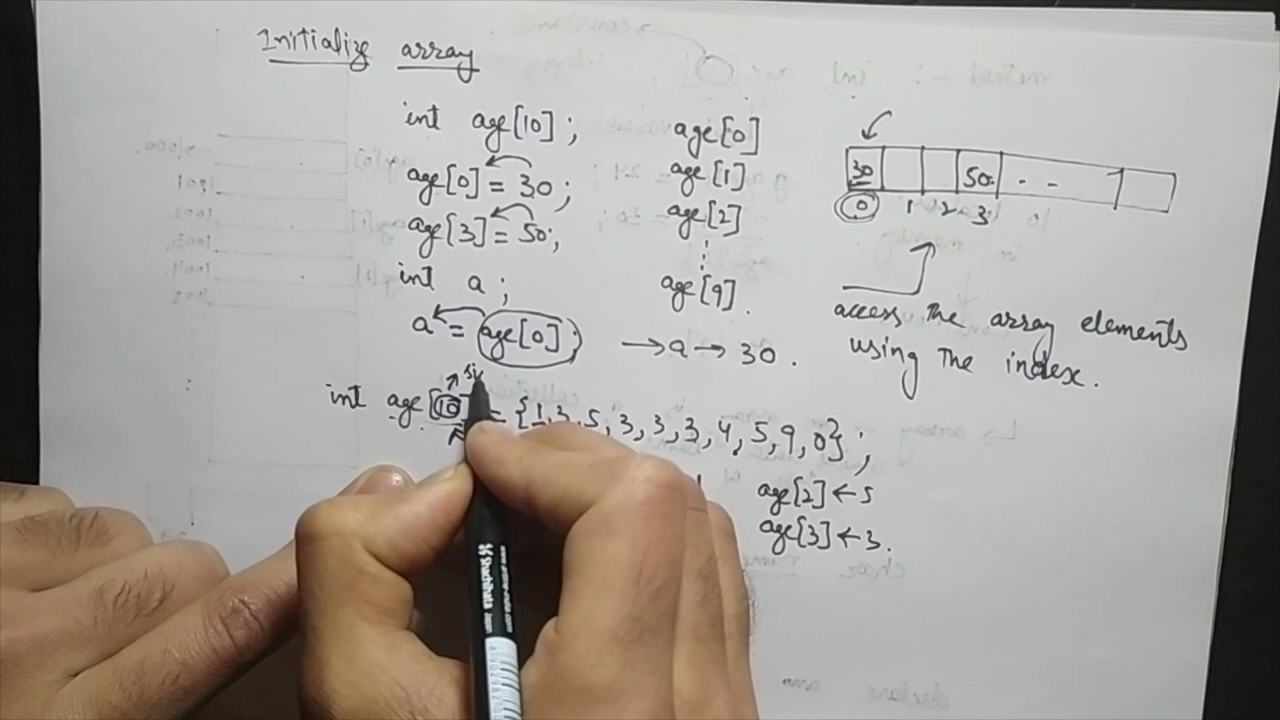 Initialize array
int age[10];
age[0] = 30;
age[3] = 50;
int a;
a = age[0];
age[0]
age[1]
age[2]
age[9].
→ a → 30.
30 50 - -
0 1 2 3
access the array elements
using the index.
int age[10] = {1,2,5,3,3,3,4,5,9,0};
age[2] ← 5
age[3] ← 3.